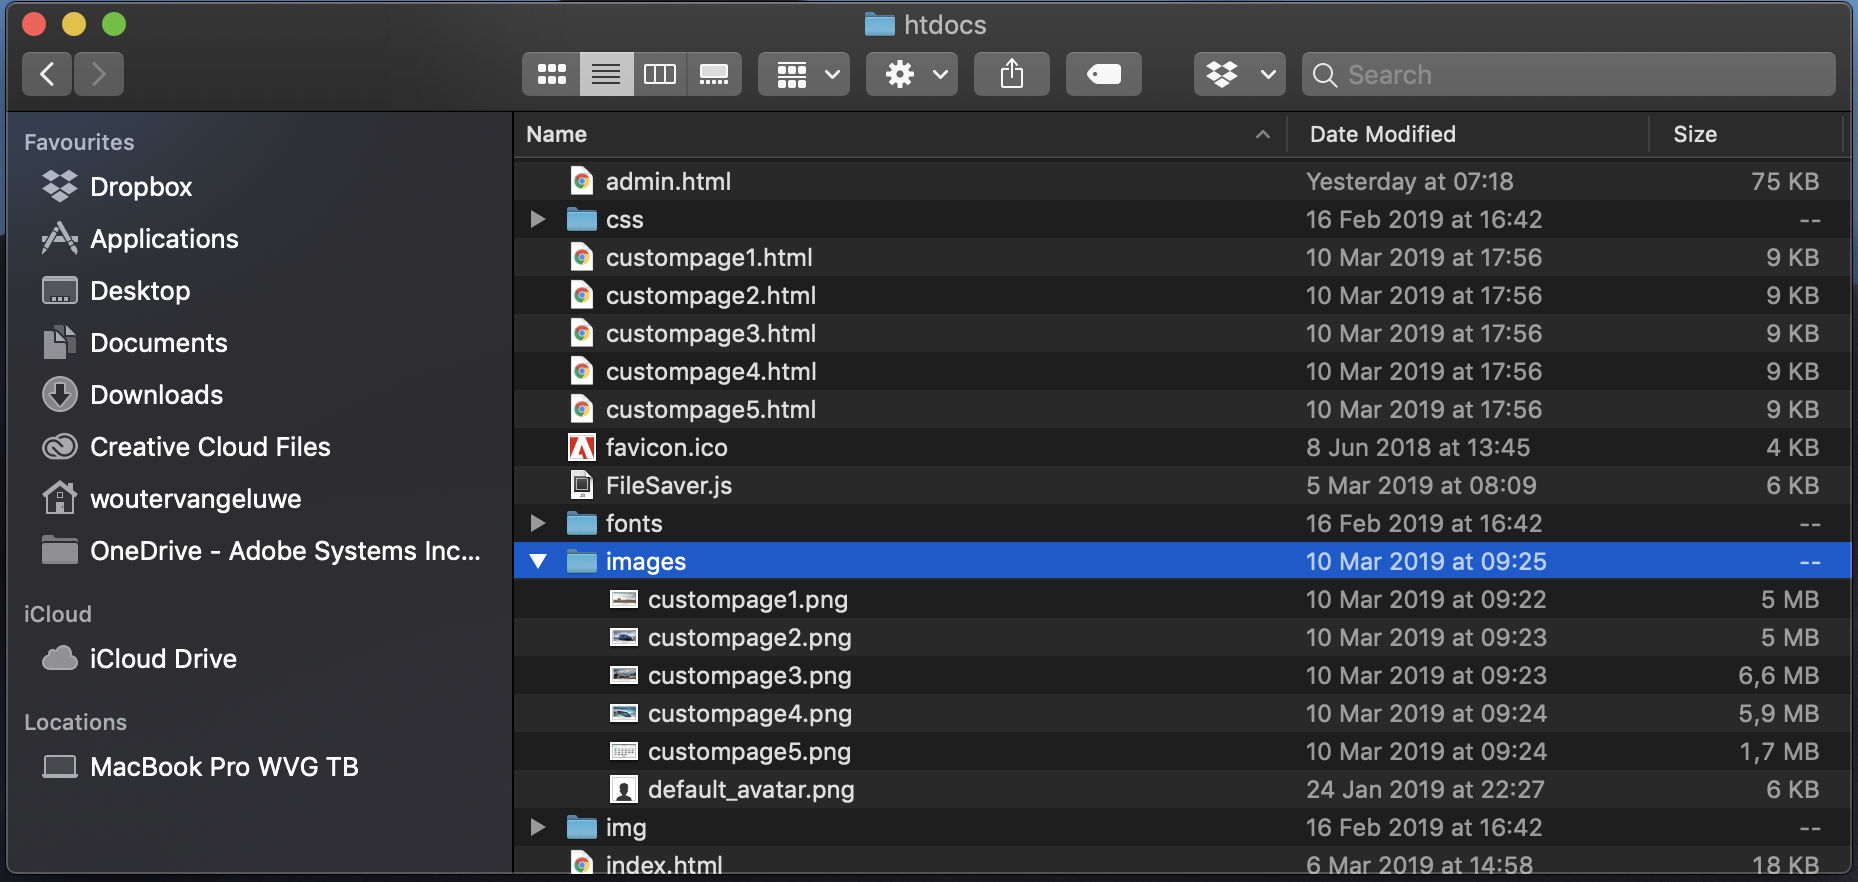 htdocs
Search
Favourites
Dropbox
Applications
Desktop
Documents
Downloads
Creative Cloud Files
woutervangeluwe
OneDrive - Adobe Systems Inc...
iCloud
iCloud Drive
Locations
MacBook Pro WVG TB
Name Date Modified Size
admin.html Yesterday at 07:18 75 KB
css 16 Feb 2019 at 16:42 --
custompage1.html 10 Mar 2019 at 17:56 9 KB
custompage2.html 10 Mar 2019 at 17:56 9 KB
custompage3.html 10 Mar 2019 at 17:56 9 KB
custompage4.html 10 Mar 2019 at 17:56 9 KB
custompage5.html 10 Mar 2019 at 17:56 9 KB
favicon.ico 8 Jun 2018 at 13:45 4 KB
FileSaver.js 5 Mar 2019 at 08:09 6 KB
fonts 16 Feb 2019 at 16:42 --
images 10 Mar 2019 at 09:25 --
custompage1.png 10 Mar 2019 at 09:22 5 MB
custompage2.png 10 Mar 2019 at 09:23 5 MB
custompage3.png 10 Mar 2019 at 09:23 6,6 MB
custompage4.png 10 Mar 2019 at 09:24 5,9 MB
custompage5.png 10 Mar 2019 at 09:24 1,7 MB
default_avatar.png 24 Jan 2019 at 22:27 6 KB
img 16 Feb 2019 at 16:42 --
index.html 6 Mar 2019 at 14:58 18 KB